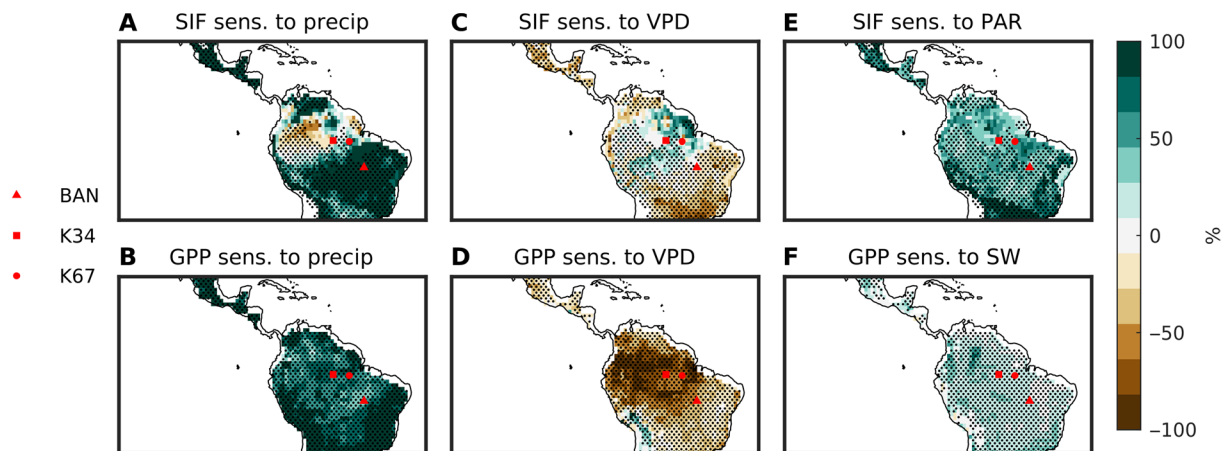 A SIF sens. to precip
C SIF sens. to VPD
E SIF sens. to PAR
BAN
K34
K67
B GPP sens. to precip
D GPP sens. to VPD
F GPP sens. to SW
100
50
0
−50
−100
%